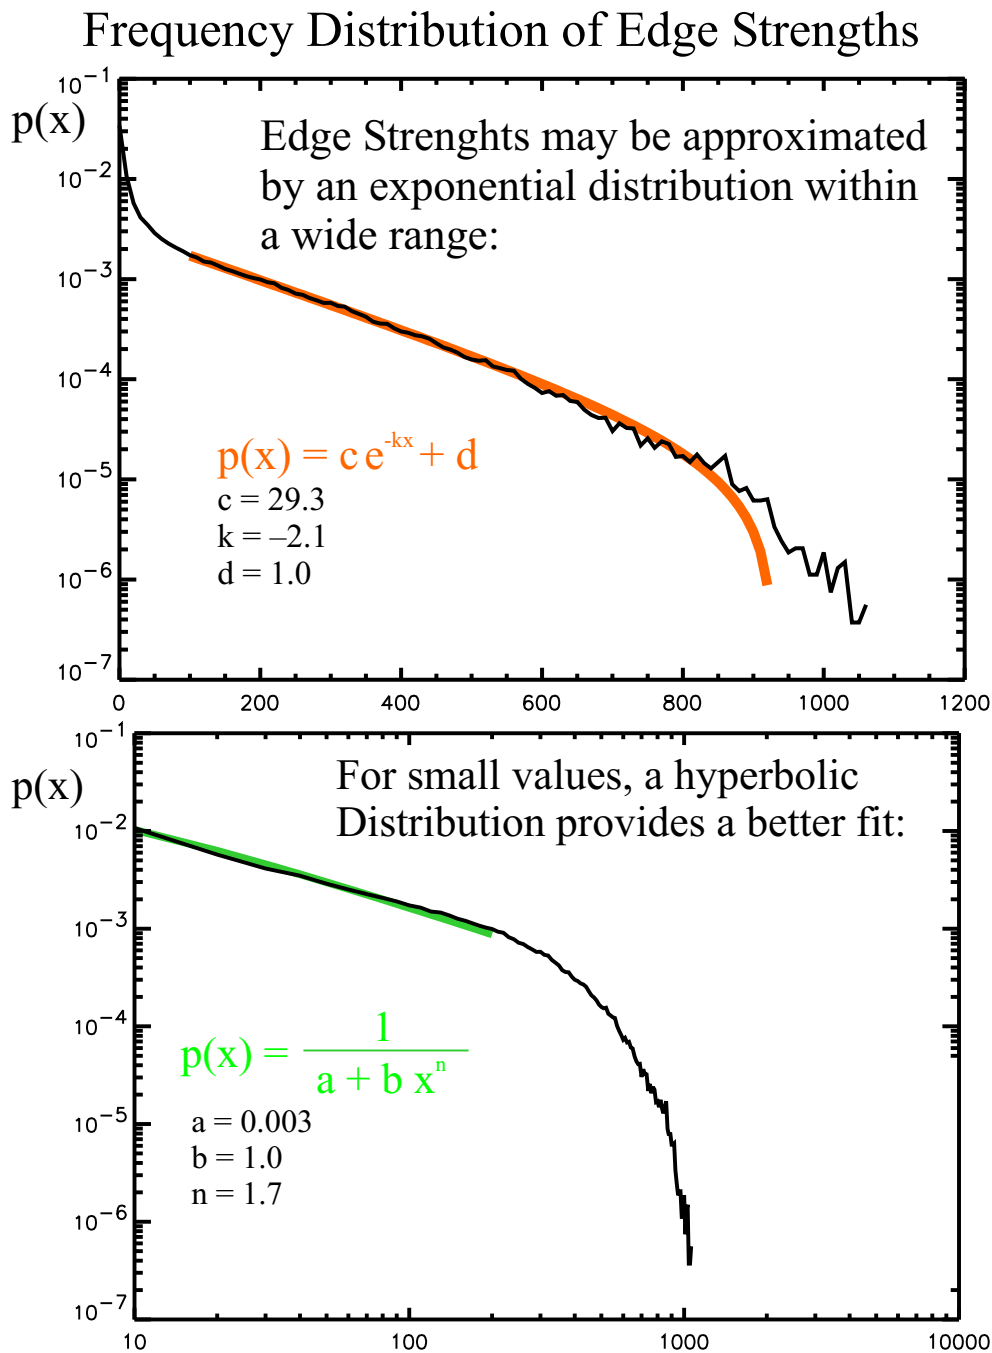 Frequency Distribution of Edge Strengths
10⁻¹
p(x)
Edge Strenghts may be approximated
by an exponential distribution within
a wide range:
10⁻²
10⁻³
10⁻⁴
p(x) = c e⁻ᵏˣ + d
10⁻⁵
c = 29.3
k = –2.1
d = 1.0
10⁻⁶
10⁻⁷
0 200 400 600 800 1000 1200
10⁻¹
p(x)
For small values, a hyperbolic
Distribution provides a better fit:
10⁻²
10⁻³
10⁻⁴
1
p(x) =
a + b xⁿ
10⁻⁵
a = 0.003
b = 1.0
n = 1.7
10⁻⁶
10⁻⁷
10 100 1000 10000